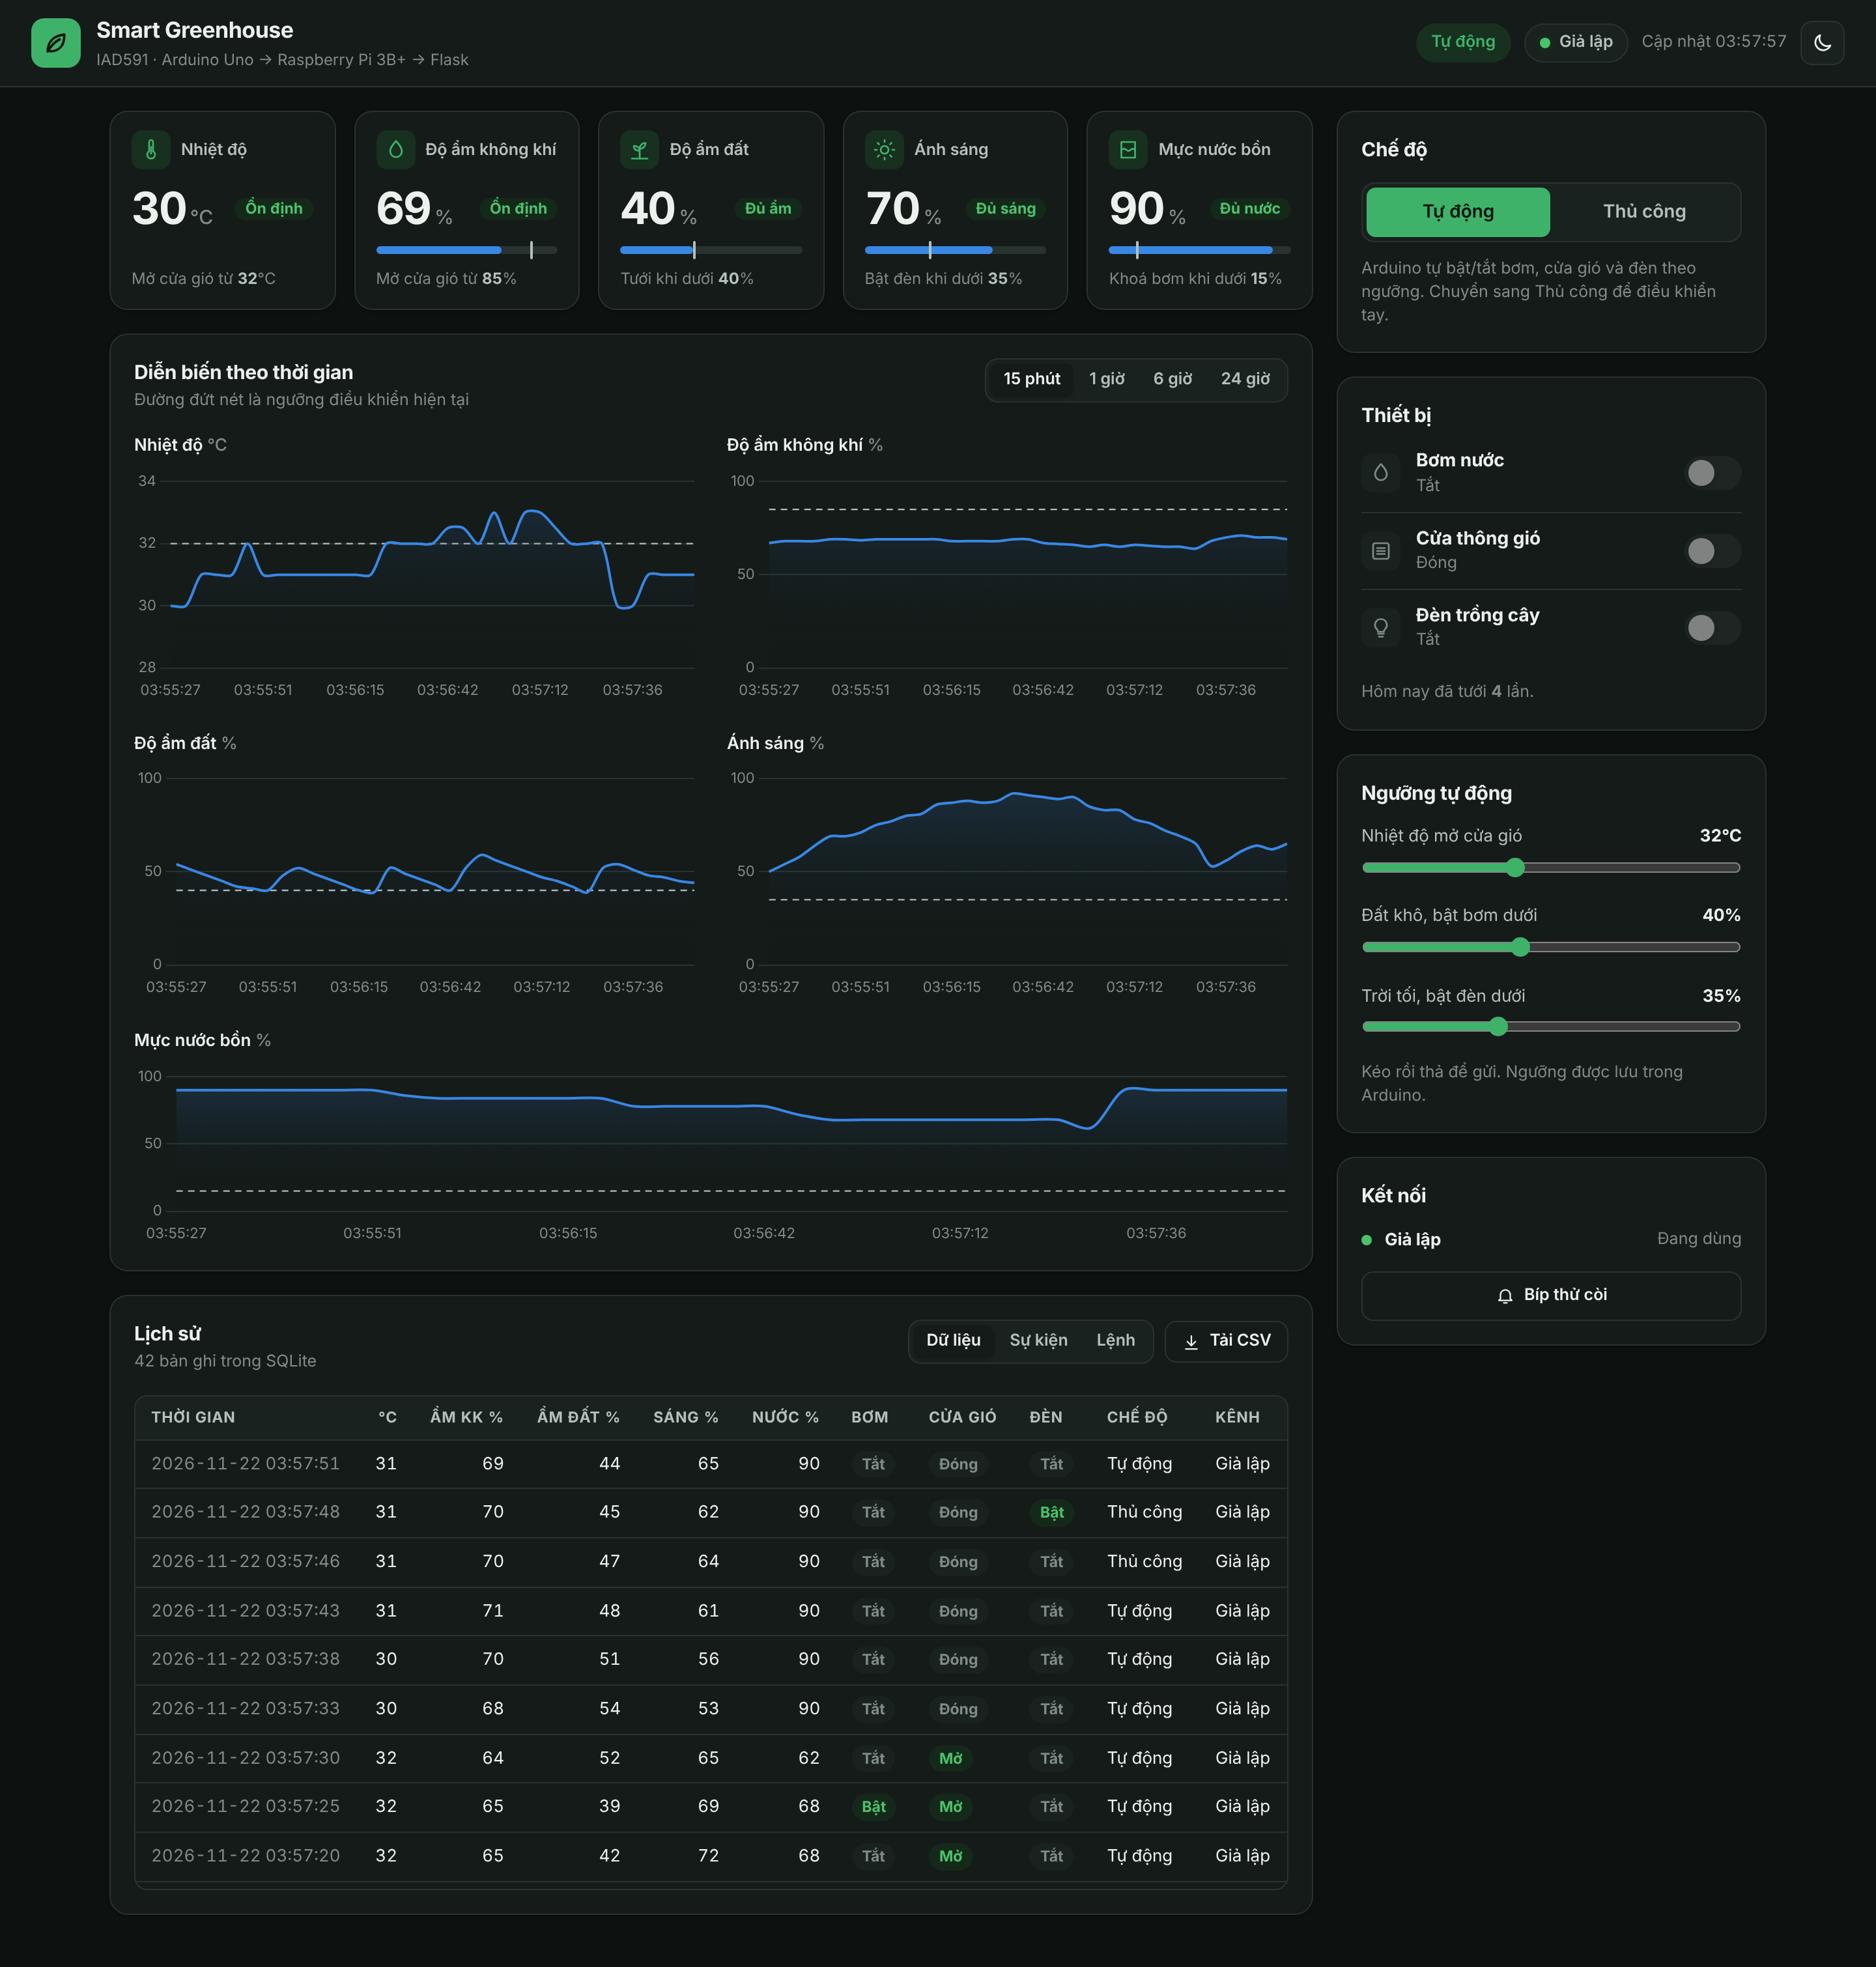 Smart Greenhouse
IAD591 · Arduino Uno → Raspberry Pi 3B+ → Flask
Tự động
Giả lập
Cập nhật 03:57:57
Nhiệt độ
30 °C
Ổn định
Mở cửa gió từ 32°C
Độ ẩm không khí
69 %
Ổn định
Mở cửa gió từ 85%
Độ ẩm đất
40 %
Đủ ẩm
Tưới khi dưới 40%
Ánh sáng
70 %
Đủ sáng
Bật đèn khi dưới 35%
Mực nước bồn
90 %
Đủ nước
Khoá bơm khi dưới 15%
Diễn biến theo thời gian
Đường đứt nét là ngưỡng điều khiển hiện tại
15 phút 1 giờ 6 giờ 24 giờ
Nhiệt độ °C
34
32
30
28
03:55:27 03:55:51 03:56:15 03:56:42 03:57:12 03:57:36
Độ ẩm không khí %
100
50
0
03:55:27 03:55:51 03:56:15 03:56:42 03:57:12 03:57:36
Độ ẩm đất %
100
50
0
03:55:27 03:55:51 03:56:15 03:56:42 03:57:12 03:57:36
Ánh sáng %
100
50
0
03:55:27 03:55:51 03:56:15 03:56:42 03:57:12 03:57:36
Mực nước bồn %
100
50
0
03:55:27 03:55:51 03:56:15 03:56:42 03:57:12 03:57:36
Lịch sử
42 bản ghi trong SQLite
Dữ liệu Sự kiện Lệnh
Tải CSV
THỜI GIAN °C ẨM KK % ẨM ĐẤT % SÁNG % NƯỚC % BƠM CỬA GIÓ ĐÈN CHẾ ĐỘ KÊNH
2026-11-22 03:57:51 31 69 44 65 90 Tắt Đóng Tắt Tự động Giả lập
2026-11-22 03:57:48 31 70 45 62 90 Tắt Đóng Bật Thủ công Giả lập
2026-11-22 03:57:46 31 70 47 64 90 Tắt Đóng Tắt Thủ công Giả lập
2026-11-22 03:57:43 31 71 48 61 90 Tắt Đóng Tắt Tự động Giả lập
2026-11-22 03:57:38 30 70 51 56 90 Tắt Đóng Tắt Tự động Giả lập
2026-11-22 03:57:33 30 68 54 53 90 Tắt Đóng Tắt Tự động Giả lập
2026-11-22 03:57:30 32 64 52 65 62 Tắt Mở Tắt Tự động Giả lập
2026-11-22 03:57:25 32 65 39 69 68 Bật Mở Tắt Tự động Giả lập
2026-11-22 03:57:20 32 65 42 72 68 Tắt Mở Tắt Tự động Giả lập
Chế độ
Tự động Thủ công
Arduino tự bật/tắt bơm, cửa gió và đèn theo
ngưỡng. Chuyển sang Thủ công để điều khiển
tay.
Thiết bị
Bơm nước
Tắt
Cửa thông gió
Đóng
Đèn trồng cây
Tắt
Hôm nay đã tưới 4 lần.
Ngưỡng tự động
Nhiệt độ mở cửa gió 32°C
Đất khô, bật bơm dưới 40%
Trời tối, bật đèn dưới 35%
Kéo rồi thả để gửi. Ngưỡng được lưu trong
Arduino.
Kết nối
Giả lập Đang dùng
Bíp thử còi